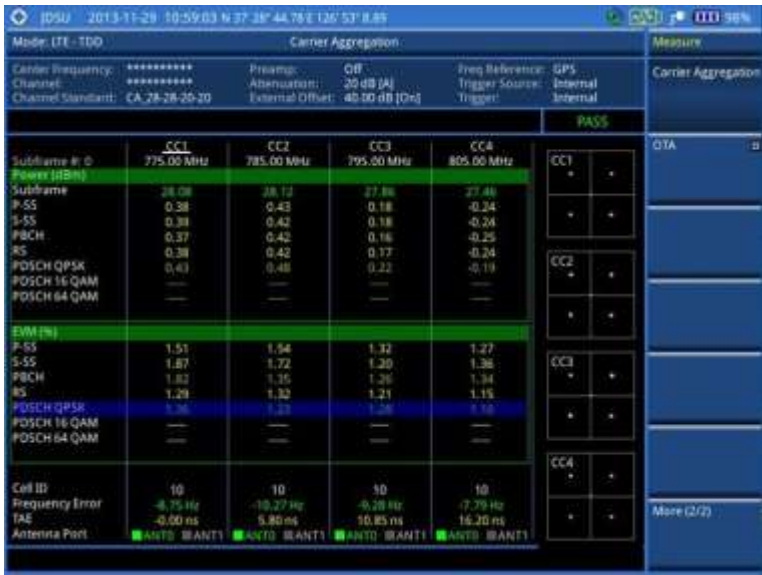 JDSU 2013-11-29 10:59:03 N 37° 28' 44.78 E 126° 53' 8.89 98%
Mode: LTE - TDD Carrier Aggregation Measure
Center Frequency: ********** Preamp: Off Freq Reference: GPS
Channel: ********** Attenuation: 20 dB [A] Trigger Source: Internal
Channel Standard: CA_28-28-20-20 External Offset: 40.00 dB [On] Trigger: Internal
Carrier Aggregation
PASS
OTA
CC1 CC2 CC3 CC4
Subframe #: 0 775.00 MHz 785.00 MHz 795.00 MHz 805.00 MHz
Power (dBm)
Subframe 28.08 28.12 27.86 27.46
P-SS 0.38 0.43 0.18 -0.24
S-SS 0.39 0.42 0.18 -0.24
PBCH 0.37 0.42 0.16 -0.25
RS 0.38 0.42 0.17 -0.24
PDSCH QPSK 0.43 0.48 0.22 -0.19
PDSCH 16 QAM ---- ---- ---- ----
PDSCH 64 QAM ---- ---- ---- ----
EVM (%)
P-SS 1.51 1.54 1.32 1.27
S-SS 1.87 1.72 1.20 1.36
PBCH 1.82 1.35 1.26 1.34
RS 1.29 1.32 1.21 1.15
PDSCH QPSK
PDSCH 16 QAM ---- ---- ---- ----
PDSCH 64 QAM ---- ---- ---- ----
Cell ID 10 10 10 10
Frequency Error -8.75 Hz -10.27 Hz -9.28 Hz -7.79 Hz
TAE -0.00 ns 5.80 ns 10.85 ns 16.20 ns
Antenna Port ANT0 ANT1 ANT0 ANT1 ANT0 ANT1 ANT0 ANT1
CC1
CC2
CC3
CC4
More (2/2)